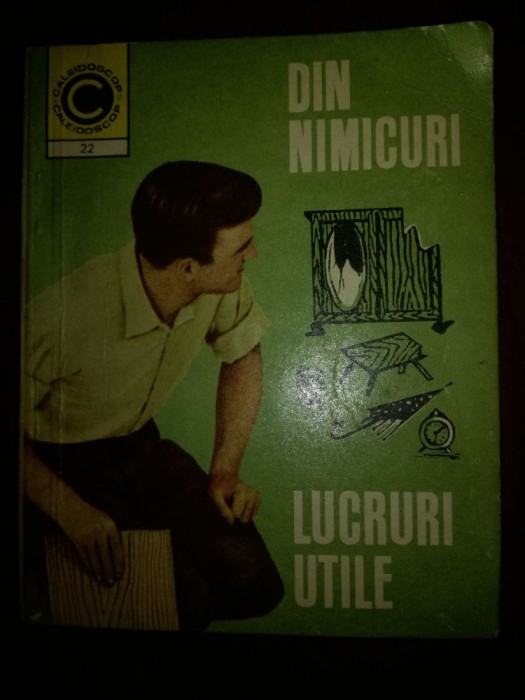 CALEIDOSCOP
C
CALEIDOSCOP
22
DIN
NIMICURI
LUCRURI
UTILE